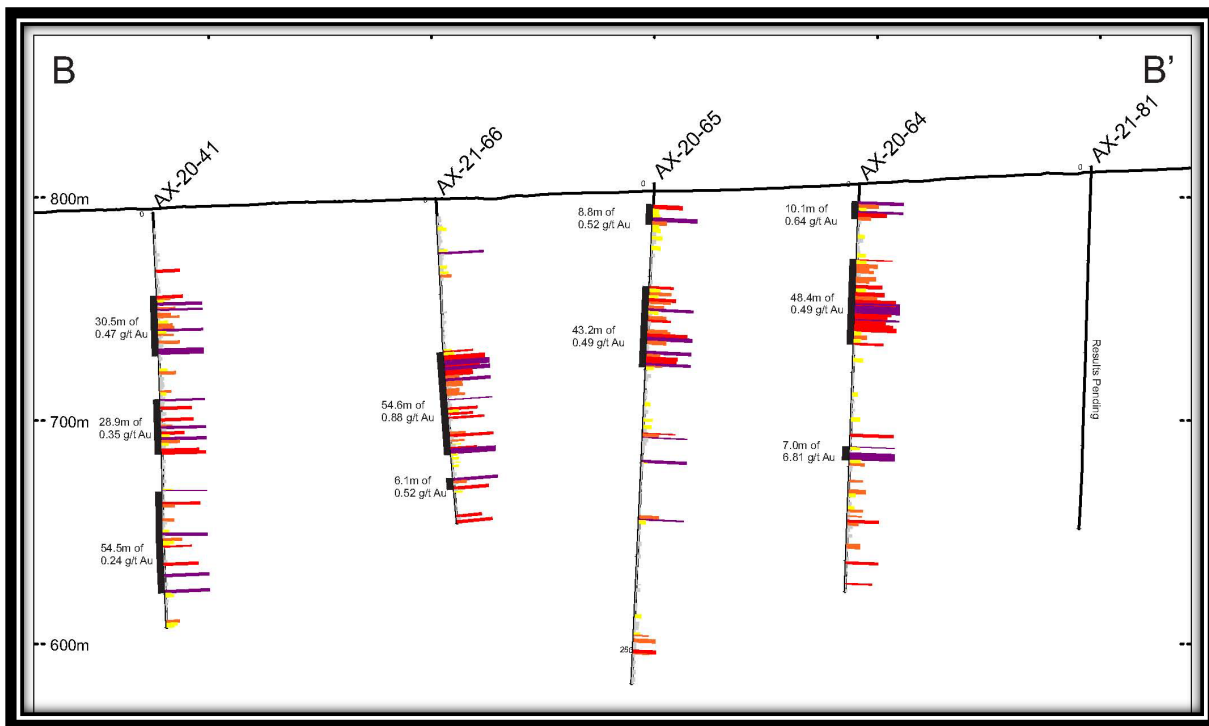 B
B'
AX-20-41
AX-21-66
AX-20-65
AX-20-64
AX-21-81
0
0
0
0
0
800m
700m
600m
30.5m of
0.47 g/t Au
28.9m of
0.35 g/t Au
54.5m of
0.24 g/t Au
54.6m of
0.88 g/t Au
6.1m of
0.52 g/t Au
8.8m of
0.52 g/t Au
43.2m of
0.49 g/t Au
10.1m of
0.64 g/t Au
48.4m of
0.49 g/t Au
7.0m of
6.81 g/t Au
Results Pending